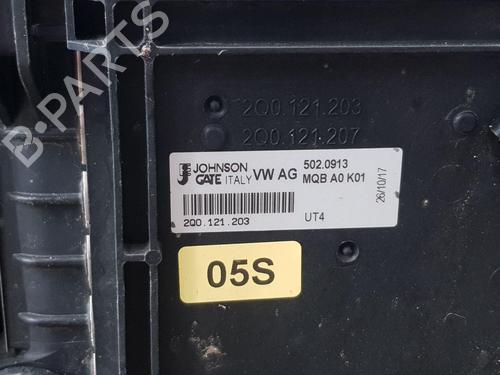 B-PARTS
2Q0.121.203
2Q0.121.207
JOHNSON
GATE ITALY VW AG
502.0913
MQB A0 K01
26/10/17
2Q0.121.203
UT4
05S